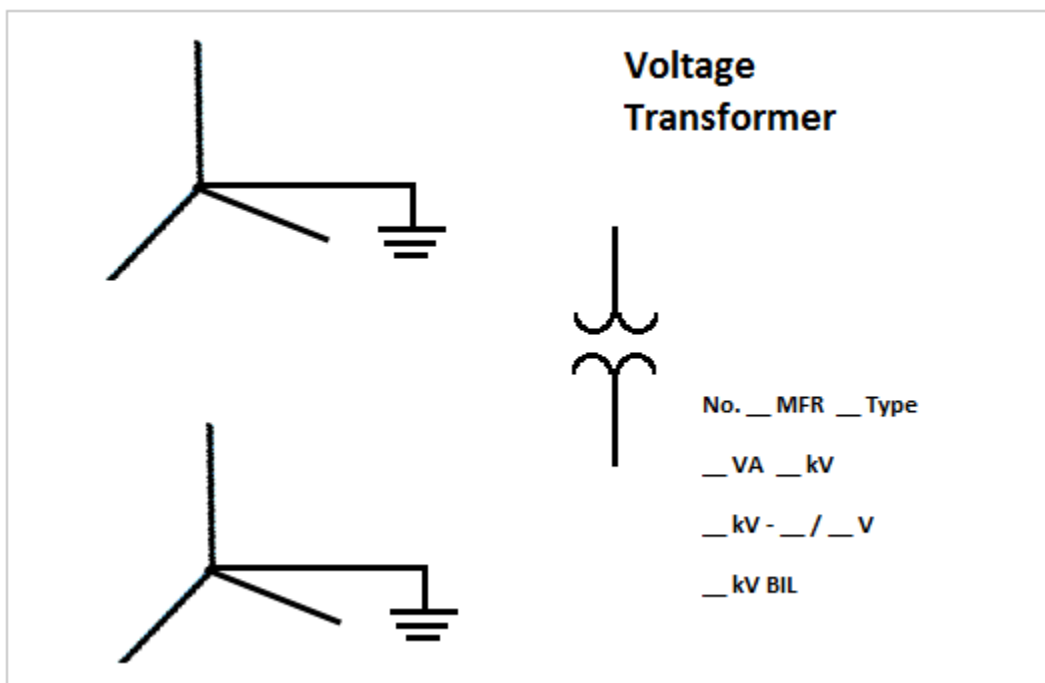 Voltage
Transformer
No. __ MFR __ Type
__ VA __ kV
__ kV - __ / __ V
__ kV BIL